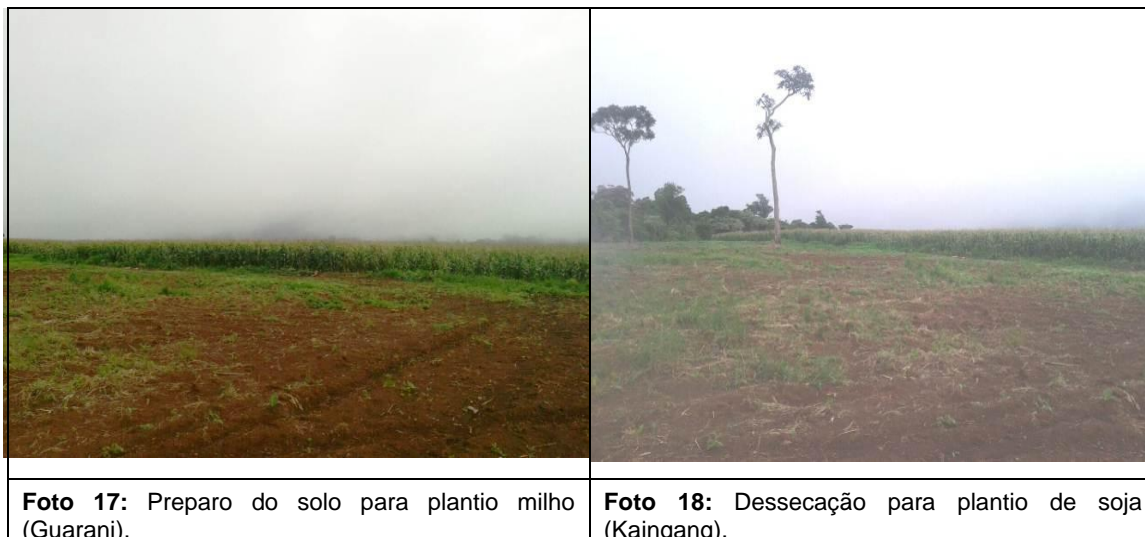 Foto 17: Preparo do solo para plantio milho
(Guarani).
Foto 18: Dessecação para plantio de soja
(Kaingang).